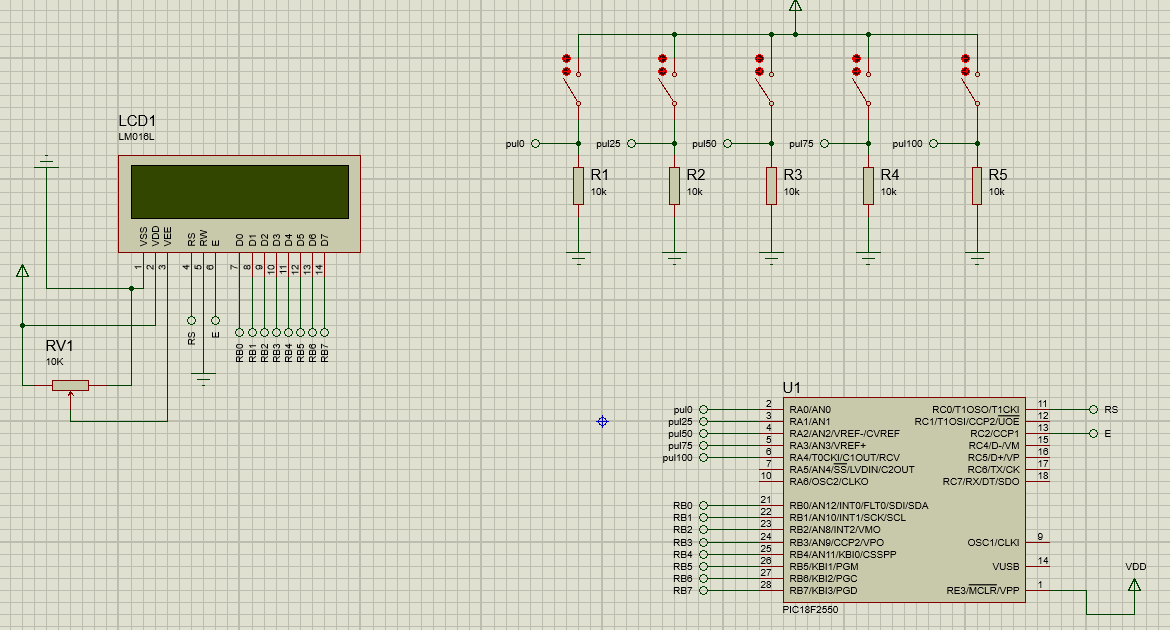 LCD1
LM016L
VSS
VDD
VEE
RS
RW
E
D0
D1
D2
D3
D4
D5
D6
D7
1
2
3
4
5
6
7
8
9
10
11
12
13
14
RS
E
RB0
RB1
RB2
RB3
RB4
RB5
RB6
RB7
RV1
10K
pul0
pul25
pul50
pul75
pul100
R1
10k
R2
10k
R3
10k
R4
10k
R5
10k
U1
pul0 2 RA0/AN0 RC0/T1OSO/T1CKI 11 RS
pul25 3 RA1/AN1 RC1/T1OSI/CCP2/UOE 12
pul50 4 RA2/AN2/VREF-/CVREF RC2/CCP1 13 E
pul75 5 RA3/AN3/VREF+ RC4/D-/VM 15
pul100 6 RA4/T0CKI/C1OUT/RCV RC5/D+/VP 16
7 RA5/AN4/SS/LVDIN/C2OUT RC6/TX/CK 17
10 RA6/OSC2/CLKO RC7/RX/DT/SDO 18
RB0 21 RB0/AN12/INT0/FLT0/SDI/SDA
RB1 22 RB1/AN10/INT1/SCK/SCL
RB2 23 RB2/AN8/INT2/VMO
RB3 24 RB3/AN9/CCP2/VPO OSC1/CLKI 9
RB4 25 RB4/AN11/KBI0/CSSPP
RB5 26 RB5/KBI1/PGM VUSB 14 VDD
RB6 27 RB6/KBI2/PGC
RB7 28 RB7/KBI3/PGD RE3/MCLR/VPP 1
PIC18F2550